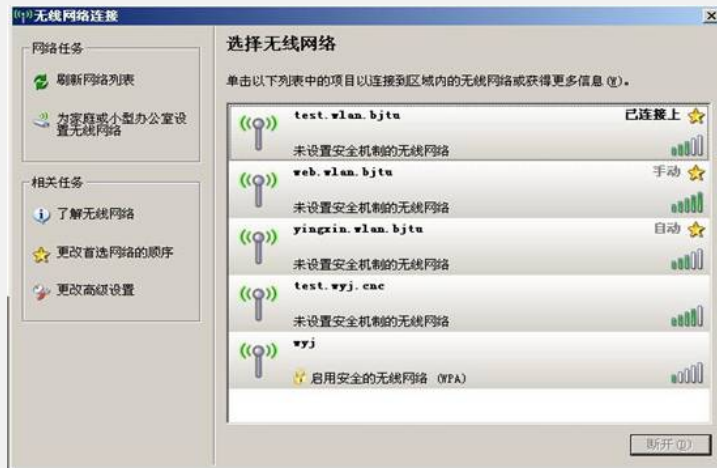 无线网络连接
网络任务
刷新网络列表
为家庭或小型办公室设
置无线网络
相关任务
了解无线网络
更改首选网络的顺序
更改高级设置
选择无线网络
单击以下列表中的项目以连接到区域内的无线网络或获得更多信息(W)。
test.wlan.bjtu 已连接上
未设置安全机制的无线网络
web.wlan.bjtu 手动
未设置安全机制的无线网络
yingxin.wlan.bjtu 自动
未设置安全机制的无线网络
test.wyj.cnc
未设置安全机制的无线网络
wyj
启用安全的无线网络 (WPA)
断开(D)